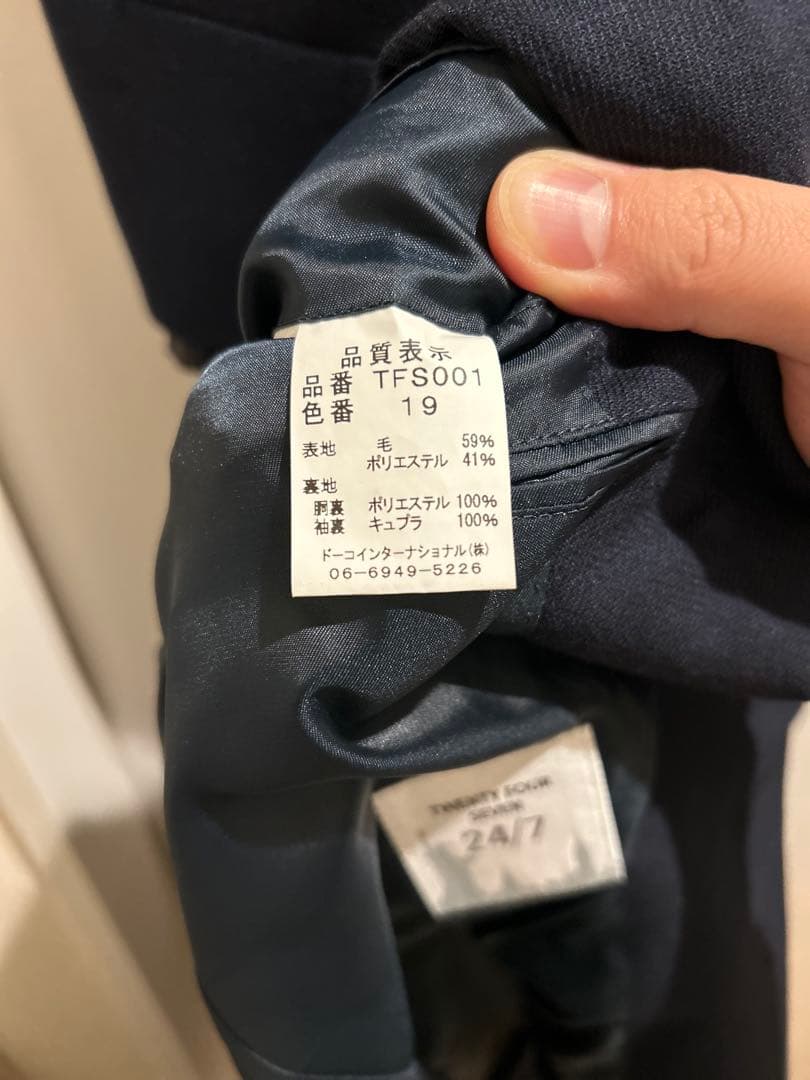 品質表示
品番 TFS001
色番 19
表地 毛 59%
ポリエステル 41%
裏地
胴裏 ポリエステル 100%
袖裏 キュプラ 100%
ドーコインターナショナル(株)
06-6949-5226
TWENTY FOUR
SEVEN
24/7